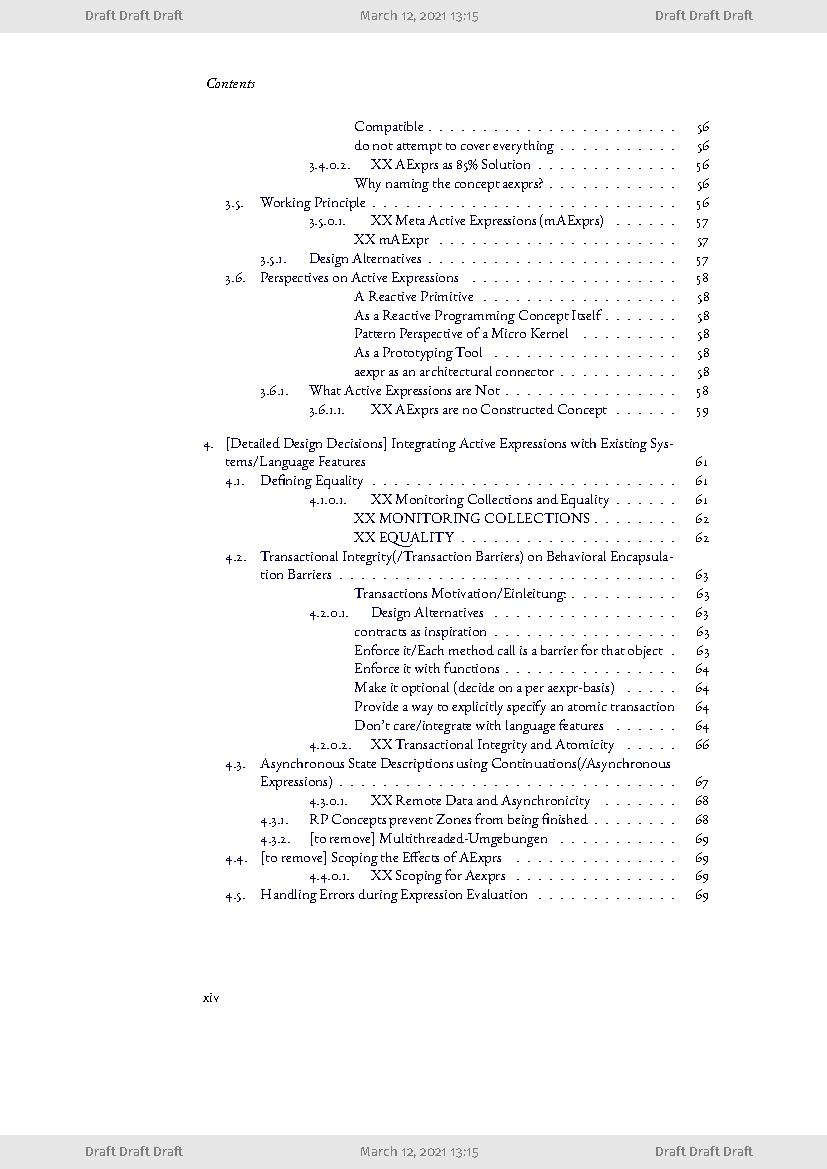 Draft Draft Draft March 12, 2021 13:15 Draft Draft Draft
Contents
Compatible . . . . . . . . . . . . . . . . . . . . . . . 56
do not attempt to cover everything . . . . . . . . . . . 56
3.4.0.2. XX AExprs as 85% Solution . . . . . . . . . . . . . 56
Why naming the concept aexprs? . . . . . . . . . . . . 56
3.5. Working Principle . . . . . . . . . . . . . . . . . . . . . . . . . . . . 56
3.5.0.1. XX Meta Active Expressions (mAExprs) . . . . . . 57
XX mAExpr . . . . . . . . . . . . . . . . . . . . . . 57
3.5.1. Design Alternatives . . . . . . . . . . . . . . . . . . . . . . . 57
3.6. Perspectives on Active Expressions . . . . . . . . . . . . . . . . . . . 58
A Reactive Primitive . . . . . . . . . . . . . . . . . . 58
As a Reactive Programming Concept Itself . . . . . . . 58
Pattern Perspective of a Micro Kernel . . . . . . . . . 58
As a Prototyping Tool . . . . . . . . . . . . . . . . . 58
aexpr as an architectural connector . . . . . . . . . . . 58
3.6.1. What Active Expressions are Not . . . . . . . . . . . . . . . . 58
3.6.1.1. XX AExprs are no Constructed Concept . . . . . . 59
4. [Detailed Design Decisions] Integrating Active Expressions with Existing Sys-
tems/Language Features 61
4.1. Defining Equality . . . . . . . . . . . . . . . . . . . . . . . . . . . . 61
4.1.0.1. XX Monitoring Collections and Equality . . . . . . 61
XX MONITORING COLLECTIONS . . . . . . . . 62
XX EQUALITY . . . . . . . . . . . . . . . . . . . . 62
4.2. Transactional Integrity(/Transaction Barriers) on Behavioral Encapsula-
tion Barriers . . . . . . . . . . . . . . . . . . . . . . . . . . . . . . . 63
Transactions Motivation/Einleitung: . . . . . . . . . . 63
4.2.0.1. Design Alternatives . . . . . . . . . . . . . . . . . 63
contracts as inspiration . . . . . . . . . . . . . . . . . 63
Enforce it/Each method call is a barrier for that object . 63
Enforce it with functions . . . . . . . . . . . . . . . . 64
Make it optional (decide on a per aexpr-basis) . . . . . 64
Provide a way to explicitly specify an atomic transaction 64
Don't care/integrate with language features . . . . . . 64
4.2.0.2. XX Transactional Integrity and Atomicity . . . . . 66
4.3. Asynchronous State Descriptions using Continuations(/Asynchronous
Expressions) . . . . . . . . . . . . . . . . . . . . . . . . . . . . . . . 67
4.3.0.1. XX Remote Data and Asynchronicity . . . . . . . 68
4.3.1. RP Concepts prevent Zones from being finished . . . . . . . . 68
4.3.2. [to remove] Multithreaded-Umgebungen . . . . . . . . . . . 69
4.4. [to remove] Scoping the Effects of AExprs . . . . . . . . . . . . . . . 69
4.4.0.1. XX Scoping for Aexprs . . . . . . . . . . . . . . . 69
4.5. Handling Errors during Expression Evaluation . . . . . . . . . . . . . 69
xiv
Draft Draft Draft March 12, 2021 13:15 Draft Draft Draft